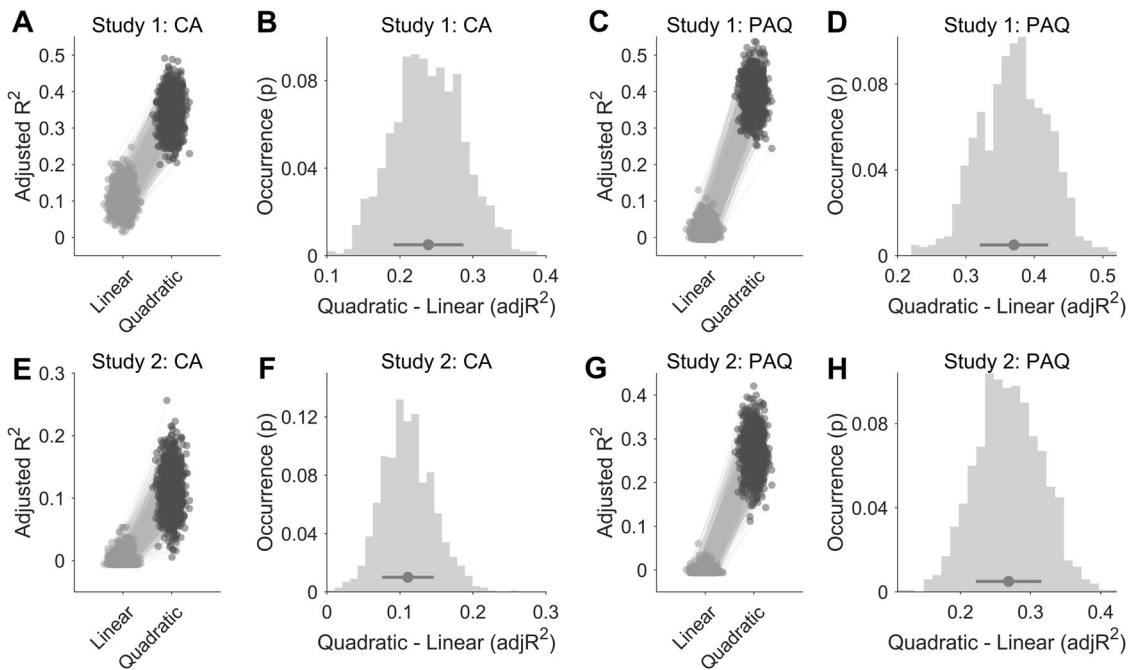 A Study 1: CA
Adjusted R²
0.5
0.4
0.3
0.2
0.1
0
Linear
Quadratic
B Study 1: CA
Occurrence (p)
0.08
0.04
0
0.1 0.2 0.3 0.4
Quadratic - Linear (adjR²)
C Study 1: PAQ
Adjusted R²
0.5
0.4
0.3
0.2
0.1
0
Linear
Quadratic
D Study 1: PAQ
Occurrence (p)
0.08
0.04
0
0.2 0.3 0.4 0.5
Quadratic - Linear (adjR²)
E Study 2: CA
Adjusted R²
0.3
0.2
0.1
0
Linear
Quadratic
F Study 2: CA
Occurrence (p)
0.12
0.08
0.04
0
0 0.1 0.2 0.3
Quadratic - Linear (adjR²)
G Study 2: PAQ
Adjusted R²
0.4
0.3
0.2
0.1
0
Linear
Quadratic
H Study 2: PAQ
Occurrence (p)
0.08
0.04
0
0.2 0.3 0.4
Quadratic - Linear (adjR²)